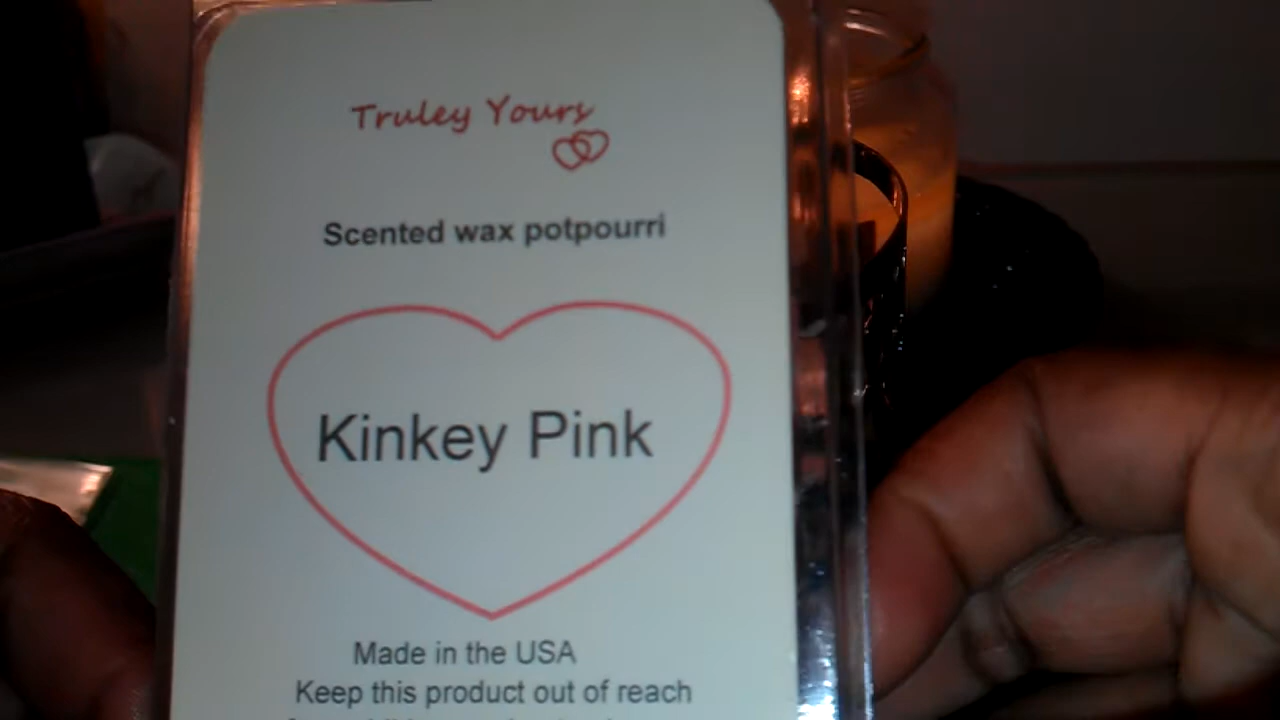 Truley Yours
Scented wax potpourri
Kinkey Pink
Made in the USA
Keep this product out of reach